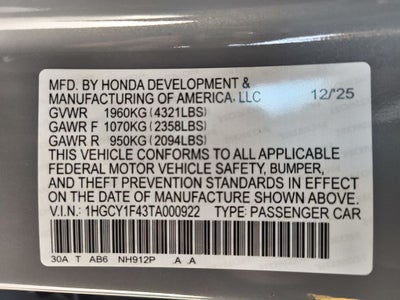 MFD. BY HONDA DEVELOPMENT &
MANUFACTURING OF AMERICA, LLC 12/'25
GVWR 1960KG (4321LBS)
GAWR F 1070KG (2358LBS)
GAWR R 950KG (2094LBS)
THIS VEHICLE CONFORMS TO ALL APPLICABLE
FEDERAL MOTOR VEHICLE SAFETY, BUMPER,
AND THEFT PREVENTION STANDARDS IN EFFECT
ON THE DATE OF MANUFACTURE SHOWN ABOVE.
V.I.N.: 1HGCY1F43TA000922 TYPE: PASSENGER CAR
30A T AB6 NH912P .A .A